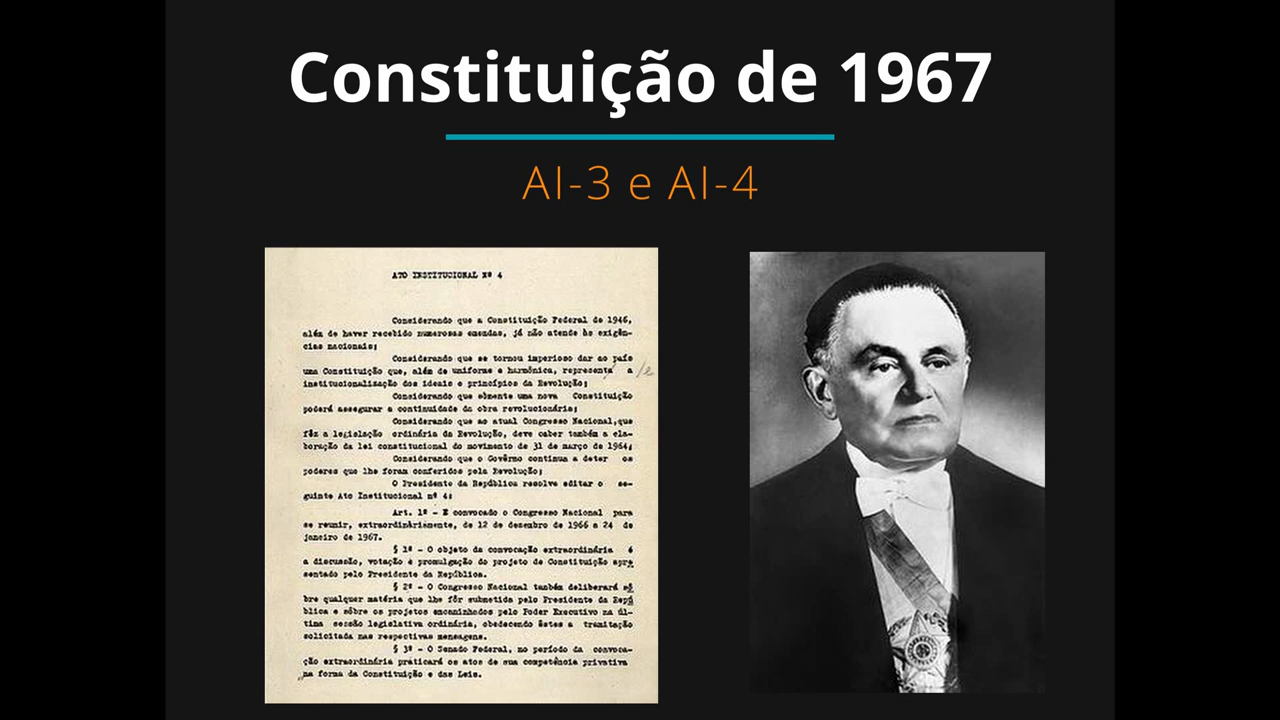 Constituição de 1967
AI-3 e AI-4
ATO INSTITUCIONAL Nº 4
Considerando que a Constituição Federal de 1946,
além de haver recebido numerosas emendas, já não atende às exigên-
cias nacionais;
Considerando que se tornou imperioso dar ao país
uma Constituição que, além de uniforme e harmônica, representa a
institucionalização dos ideais e princípios da Revolução;
Considerando que sòmente uma nova Constituição
poderá assegurar a continuidade da obra revolucionária;
Considerando que ao atual Congresso Nacional,que
fêz a legislação ordinária da Revolução, deve caber também a ela-
boração da lei constitucional do movimento de 31 de março de 1964;
Considerando que o Govêrno continua a deter os
poderes que lhe foram conferidos pela Revolução;
O Presidente da República resolve editar o se-
guinte Ato Institucional nº 4:
Art. 1º - É convocado o Congresso Nacional para
se reunir, extraordinàriamente, de 12 de dezembro de 1966 a 24 de
janeiro de 1967.
§ 1º - O objeto da convocação extraordinária é
a discussão, votação e promulgação do projeto de Constituição apre
sentado pelo Presidente da República.
§ 2º - O Congresso Nacional também deliberará sô
bre qualquer matéria que lhe fôr submetida pelo Presidente da Repú
blica e sôbre os projetos encaminhados pelo Poder Executivo na úl-
tima sessão legislativa ordinária, obedecendo êstes a tramitação
solicitada nas respectivas mensagens.
§ 3º - O Senado Federal, no período da convoca-
ção extraordinária praticará os atos de sua competência privativa
na forma da Constituição e das Leis.